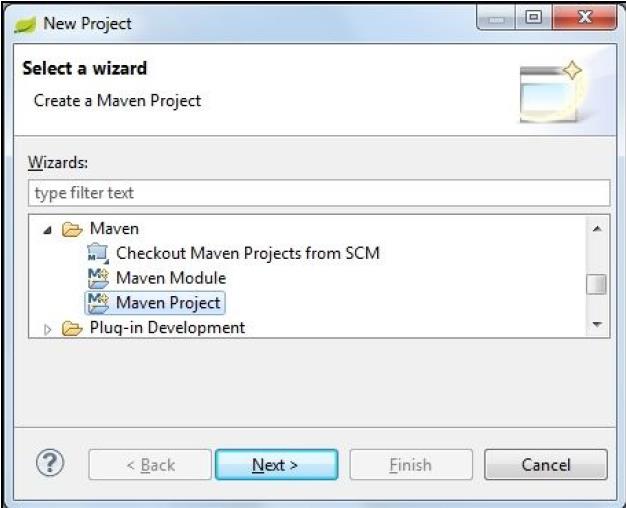 New Project
Select a wizard
Create a Maven Project
Wizards:
type filter text
Maven
Checkout Maven Projects from SCM
Maven Module
Maven Project
Plug-in Development
< Back Next > Finish Cancel